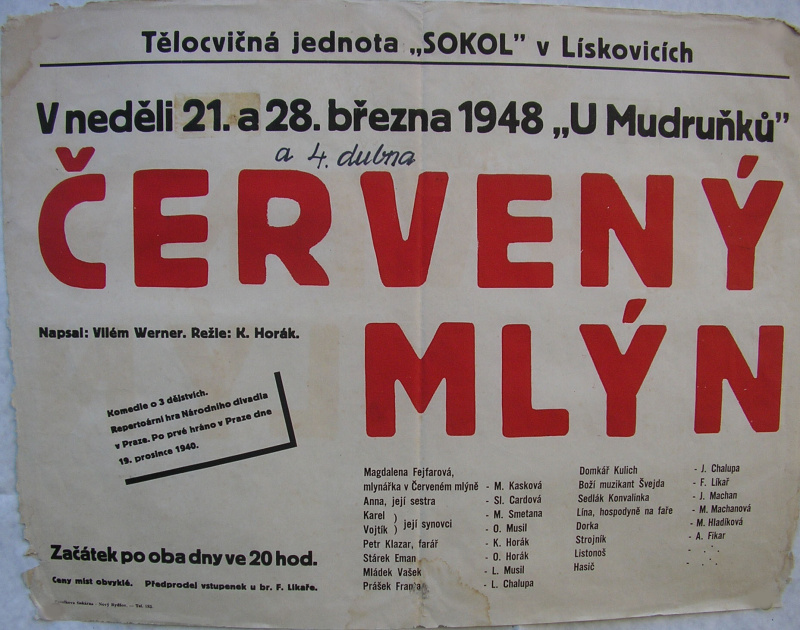 Tělocvičná jednota „SOKOL" v Lískovicích
V neděli 21. a 28. března 1948 „U Mudruňků"
a 4. dubna
ČERVENÝ
MLÝN
Napsal: Vilém Werner. Režie: K. Horák.
Komedie o 3 dějstvích.
Repertoární hra Národního divadla
v Praze. Po prvé hráno v Praze dne
19. prosince 1940.
Magdalena Fejfarová,
mlynářka v Červeném mlýně - M. Kasková
Anna, její sestra - Sl. Cardová
Karel ) - M. Smetana
Vojtík ) její synovci - O. Musil
Petr Klazar, farář - K. Horák
Stárek Eman - O. Horák
Mládek Vašek - L. Musil
Prášek Franta - L. Chalupa
Domkář Kulich - J. Chalupa
Boží muzikant Švejda - F. Líkař
Sedlák Konvalinka - J. Machan
Lína, hospodyně na faře - M. Machanová
Dorka - M. Hladíková
Strojník - A. Fikar
Listonoš - . · .
Hasič - . · .
Začátek po oba dny ve 20 hod.
Ceny míst obvyklé. Předprodej vstupenek u br. F. Líkaře.